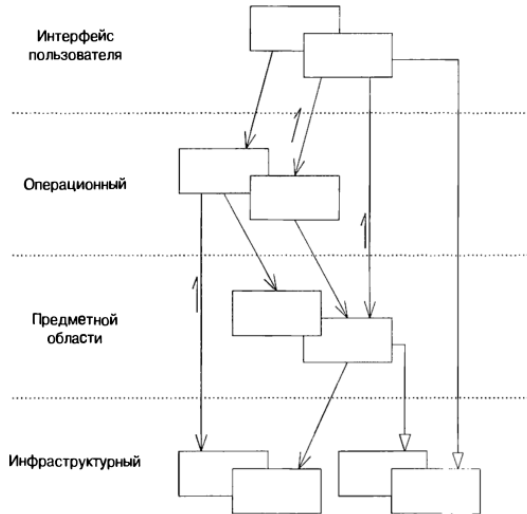 Интерфейс
пользователя
Операционный
Предметной
области
Инфраструктурный